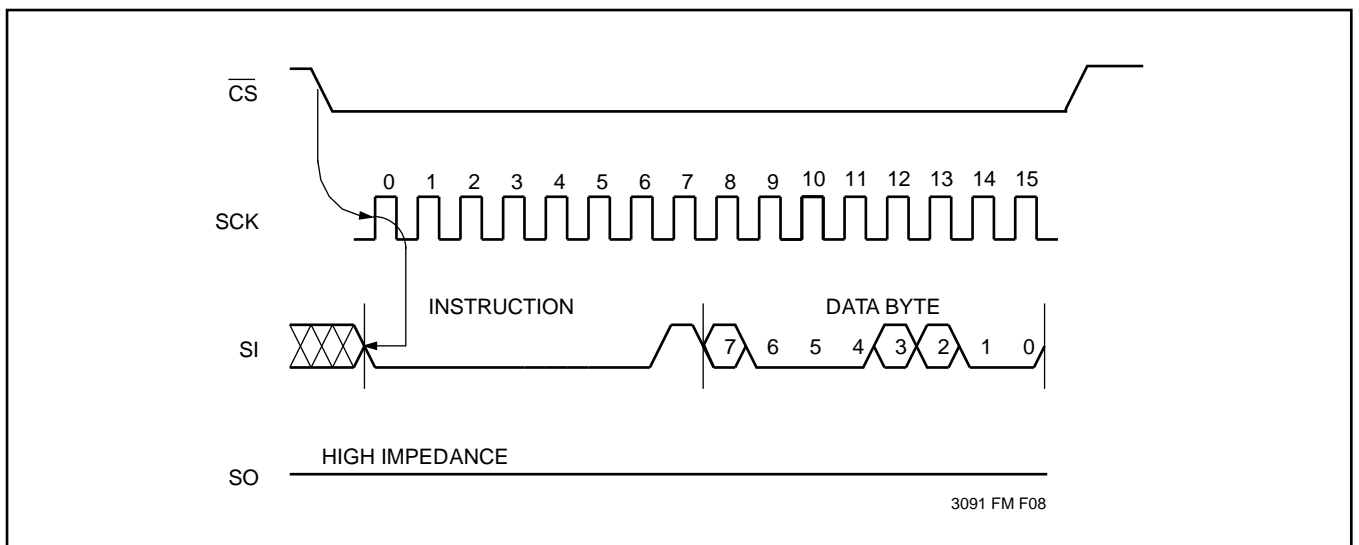 CS
0 1 2 3 4 5 6 7 8 9 10 11 12 13 14 15
SCK
INSTRUCTION DATA BYTE
SI 7 6 5 4 3 2 1 0
HIGH IMPEDANCE
SO
3091 FM F08